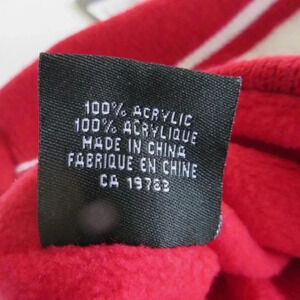 100% ACRYLIC
100% ACRYLIQUE
MADE IN CHINA
FABRIQUE EN CHINE
CA 19783